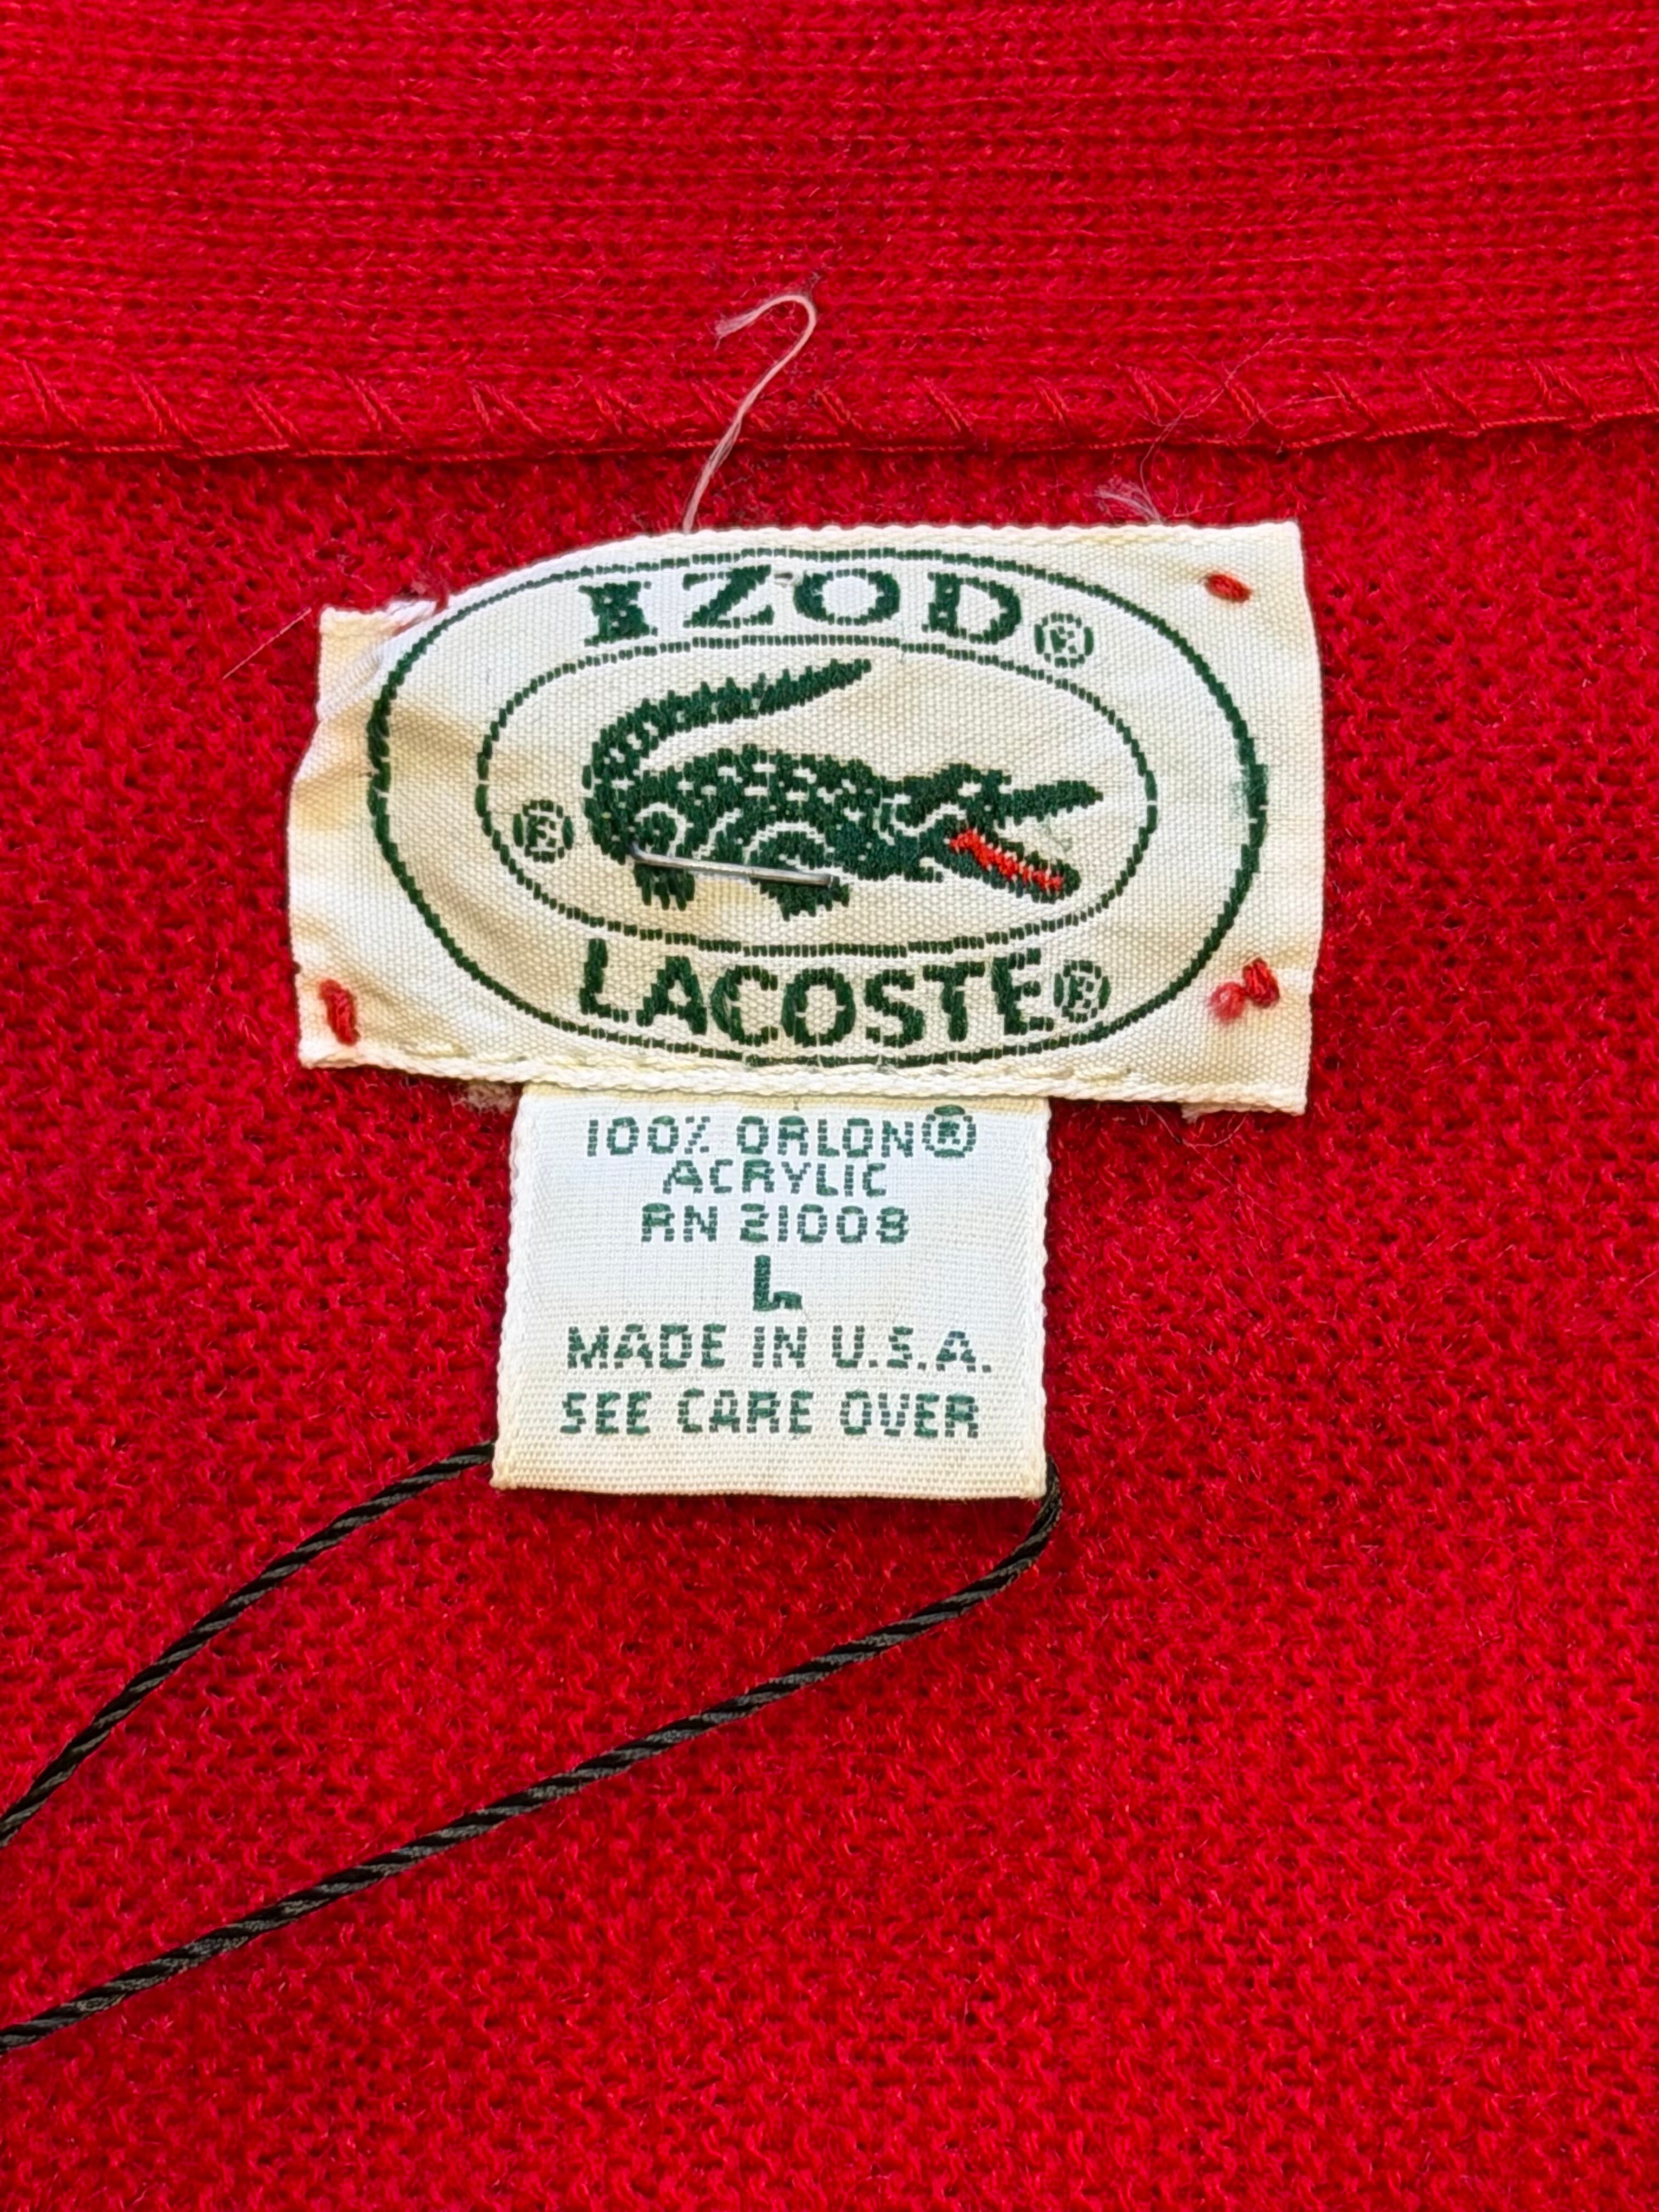 IZOD®
®
LACOSTE®
100% ORLON®
ACRYLIC
RN 21008
L
MADE IN U.S.A.
SEE CARE OVER